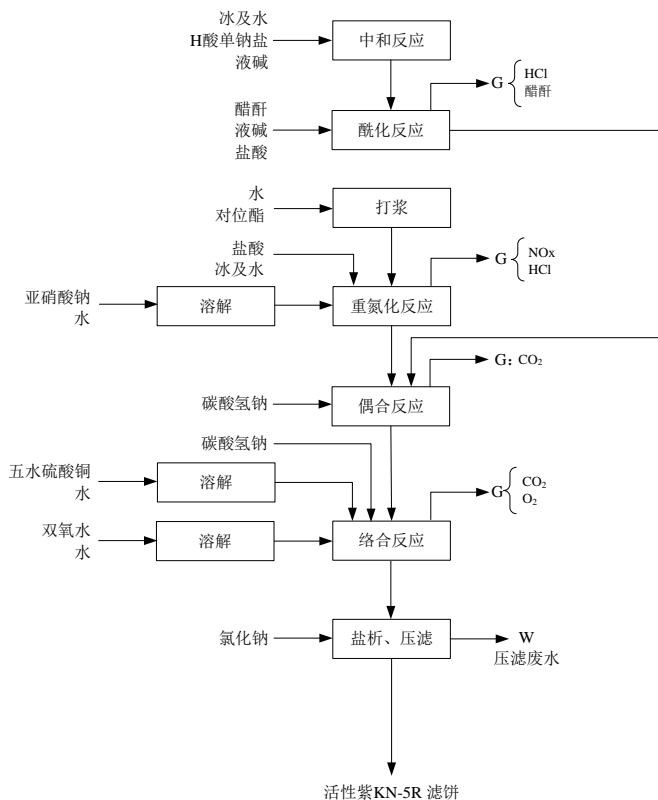 冰及水
H酸单钠盐
液碱
中和反应
G
HCl
醋酐
醋酐
液碱
盐酸
酰化反应
水
对位酯
打浆
盐酸
冰及水
G
NOx
HCl
亚硝酸钠
水
溶解
重氮化反应
G: CO₂
碳酸氢钠
偶合反应
碳酸氢钠
五水硫酸铜
水
溶解
G
CO₂
O₂
双氧水
水
溶解
络合反应
氯化钠
盐析、压滤
W
压滤废水
活性紫KN-5R 滤饼